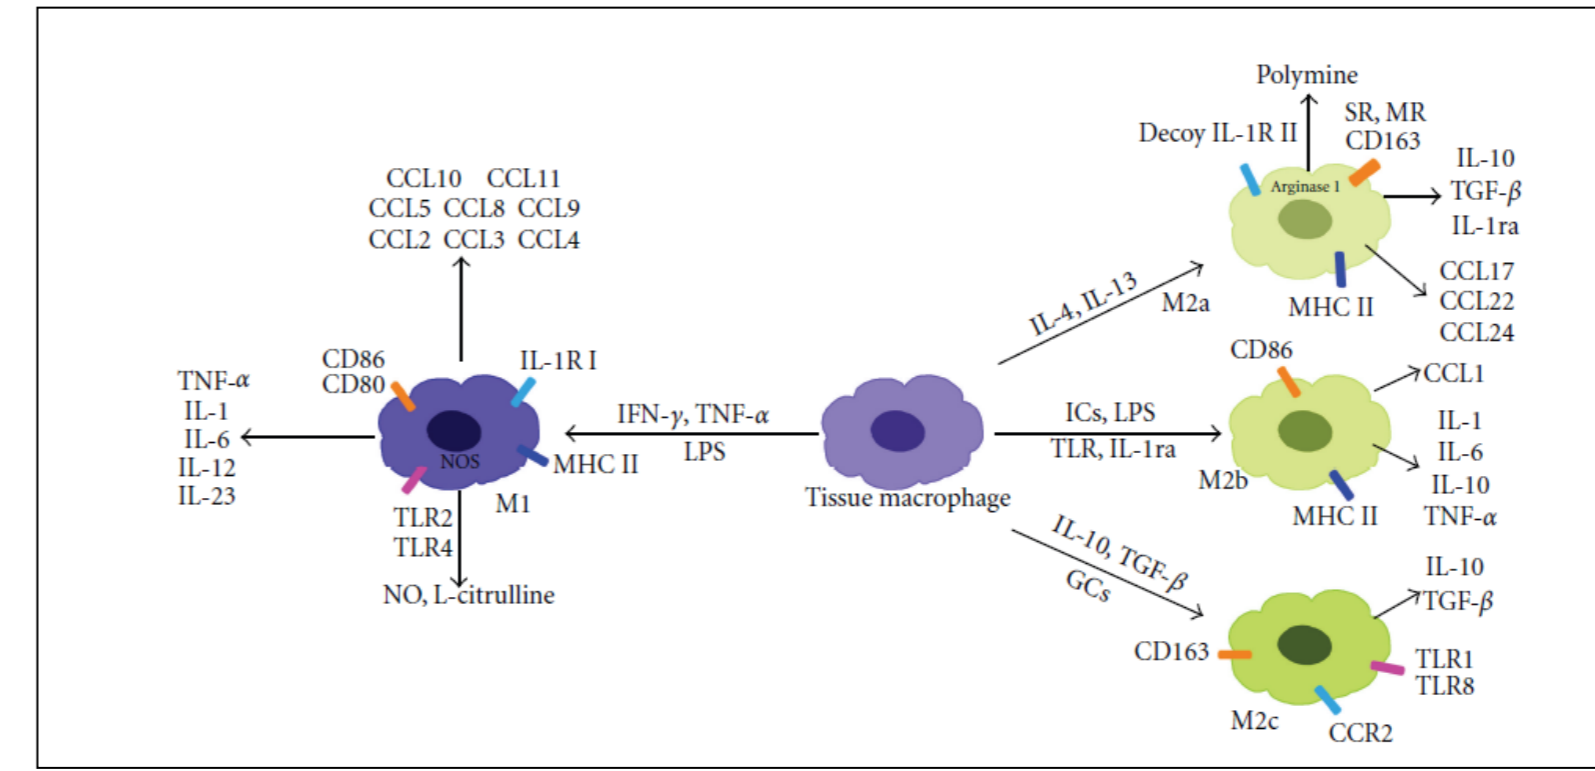 Polymine
Decoy IL-1R II
SR, MR
CD163
Arginase 1
IL-10
TGF-β
IL-1ra
CCL17
CCL22
CCL24
MHC II
M2a
IL-4, IL-13
CCL10 CCL11
CCL5 CCL8 CCL9
CCL2 CCL3 CCL4
CD86
CD80
IL-1R I
TNF-α
IL-1
IL-6
IL-12
IL-23
NOS
MHC II
M1
TLR2
TLR4
NO, L-citrulline
IFN-γ, TNF-α
LPS
Tissue macrophage
ICs, LPS
TLR, IL-1ra
M2b
CD86
CCL1
IL-1
IL-6
IL-10
TNF-α
MHC II
IL-10, TGF-β
GCs
IL-10
TGF-β
CD163
TLR1
TLR8
M2c
CCR2